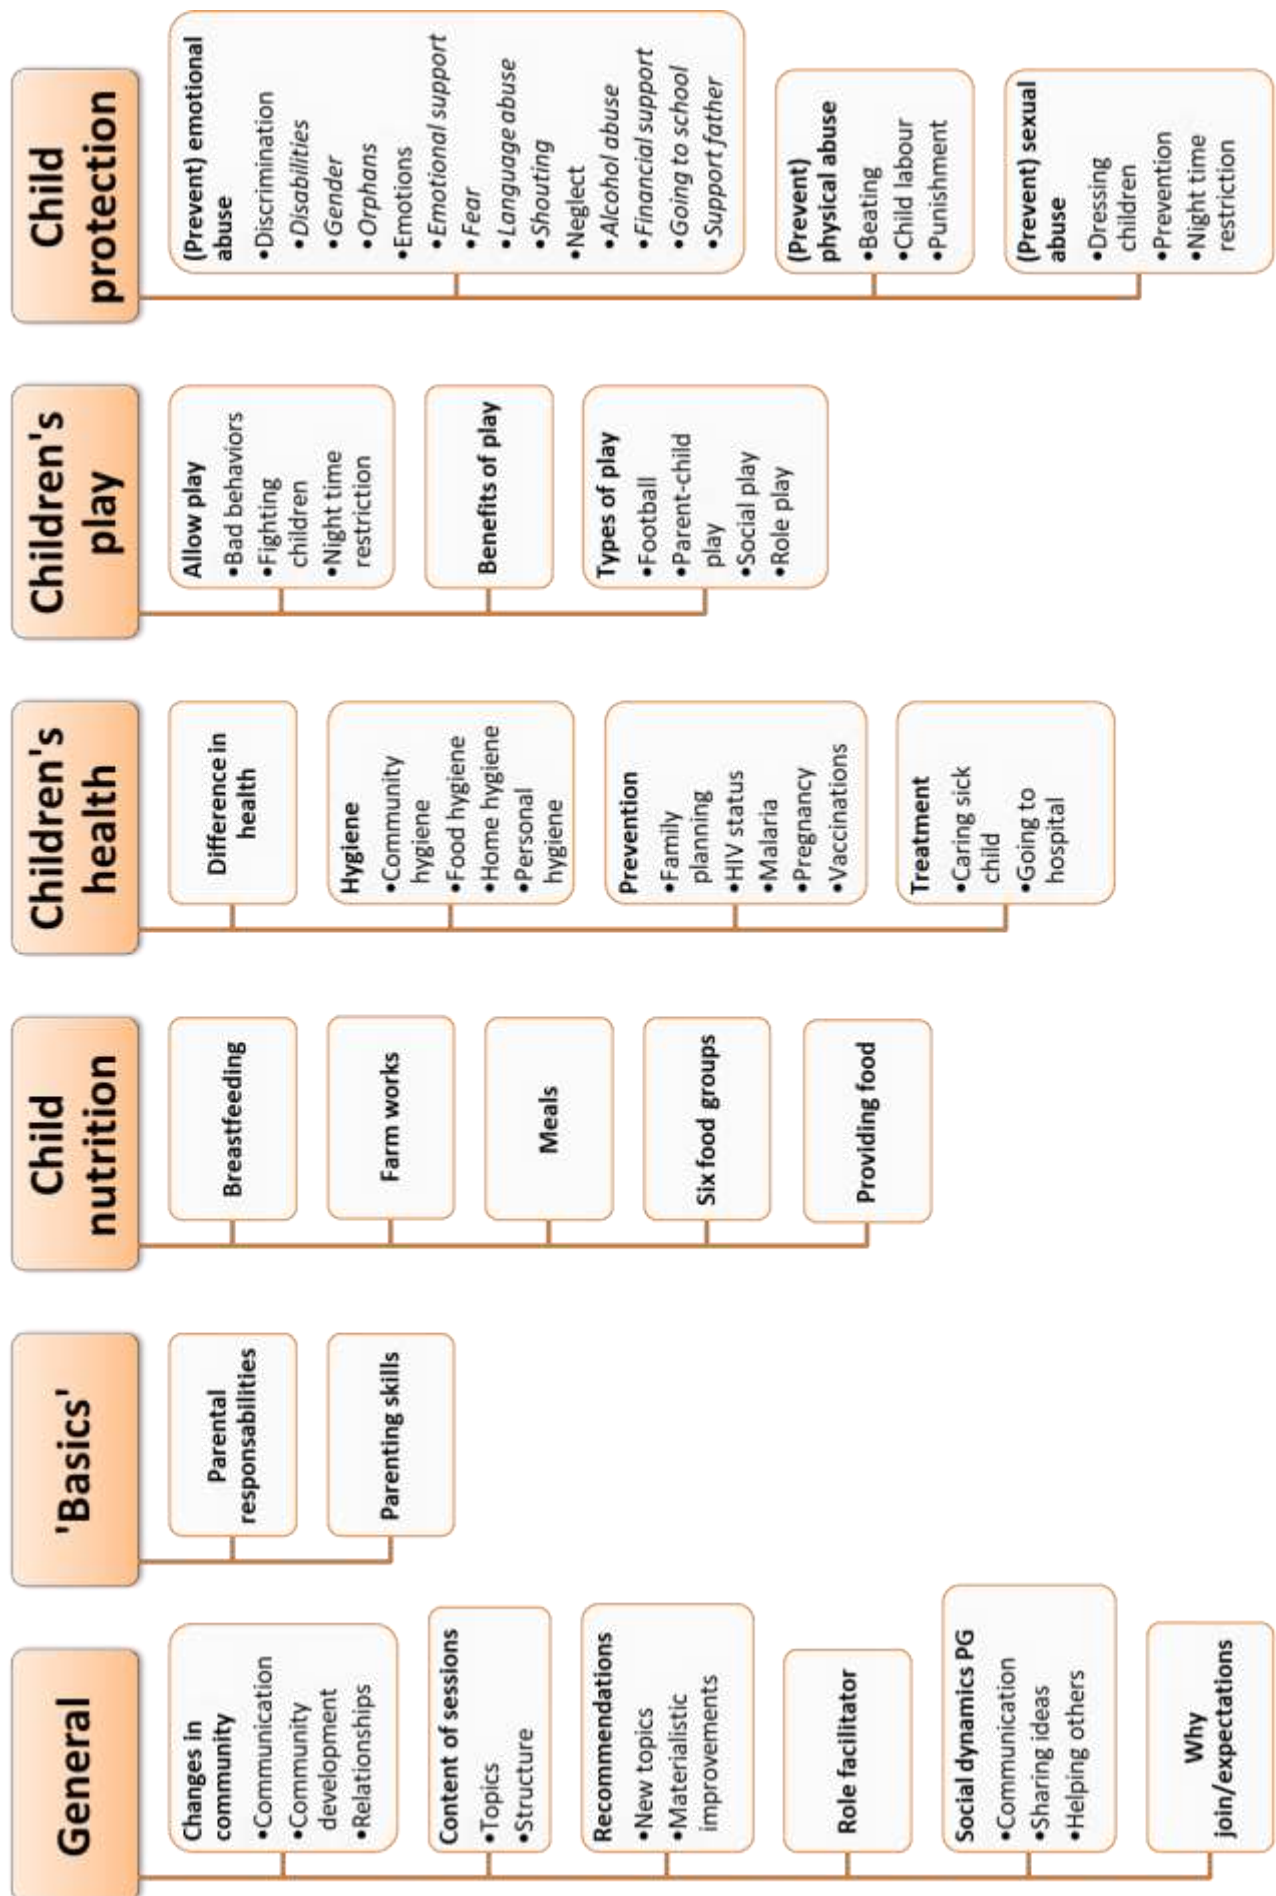 General
Changes in
community
•Communication
•Community
development
•Relationships
Content of sessions
•Topics
•Structure
Recommendations
•New topics
•Materialistic
improvements
Role facilitator
Social dynamics PG
•Communication
•Sharing ideas
•Helping others
Why
join/expectations
'Basics'
Parental
responsabilities
Parenting skills
Child
nutrition
Breastfeeding
Farm works
Meals
Six food groups
Providing food
Children's
health
Difference in
health
Hygiene
•Community
hygiene
•Food hygiene
•Home hygiene
•Personal
hygiene
Prevention
•Family
planning
•HIV status
•Malaria
•Pregnancy
•Vaccinations
Treatment
•Caring sick
child
•Going to
hospital
Children's
play
Allow play
•Bad behaviors
•Fighting
children
•Night time
restriction
Benefits of play
Types of play
•Football
•Parent-child
play
•Social play
•Role play
Child
protection
(Prevent) emotional
abuse
•Discrimination
•Disabilities
•Gender
•Orphans
•Emotions
•Emotional support
•Fear
•Language abuse
•Shouting
•Neglect
•Alcohol abuse
•Financial support
•Going to school
•Support father
(Prevent)
physical abuse
•Beating
•Child labour
•Punishment
(Prevent) sexual
abuse
•Dressing
children
•Prevention
•Night time
restriction